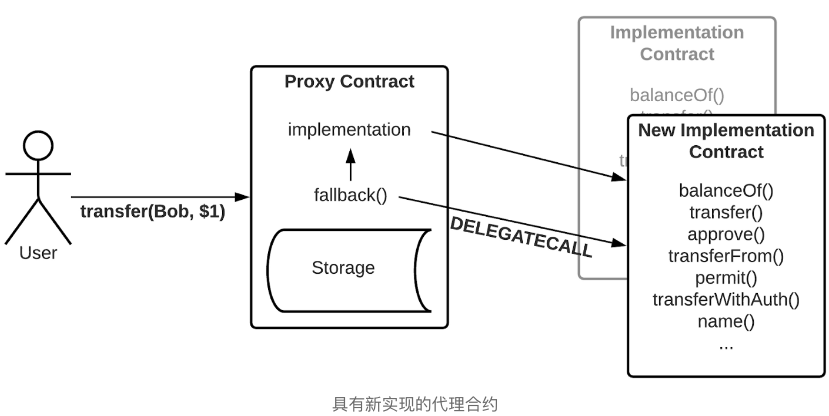 Implementation
Contract
balanceOf()
Proxy Contract
implementation
fallback()
Storage
User
transfer(Bob, $1)
DELEGATECALL
New Implementation
Contract
balanceOf()
transfer()
approve()
transferFrom()
permit()
transferWithAuth()
name()
...
具有新实现的代理合约